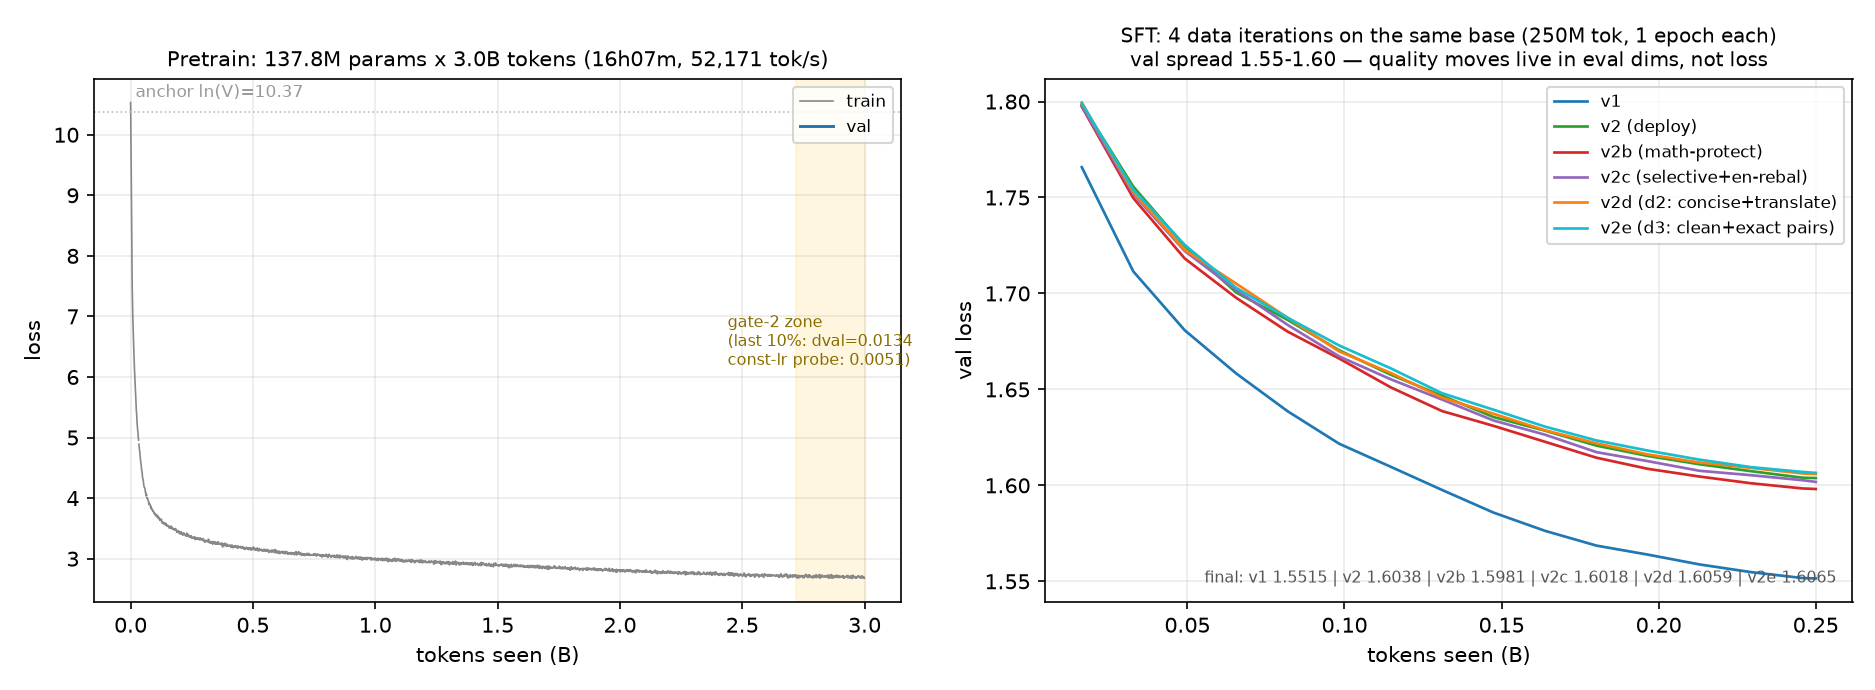 Pretrain: 137.8M params x 3.0B tokens (16h07m, 52,171 tok/s)
anchor ln(V)=10.37
train
val
gate-2 zone
(last 10%: dval=0.0134
const-lr probe: 0.0051)
10
9
8
7
6
5
4
3
loss
0.0
0.5
1.0
1.5
2.0
2.5
3.0
tokens seen (B)
SFT: 4 data iterations on the same base (250M tok, 1 epoch each)
val spread 1.55-1.60 — quality moves live in eval dims, not loss
v1
v2 (deploy)
v2b (math-protect)
v2c (selective+en-rebal)
v2d (d2: concise+translate)
v2e (d3: clean+exact pairs)
1.80
1.75
1.70
1.65
1.60
1.55
val loss
final: v1 1.5515 | v2 1.6038 | v2b 1.5981 | v2c 1.6018 | v2d 1.6059 | v2e 1.6065
0.05
0.10
0.15
0.20
0.25
tokens seen (B)